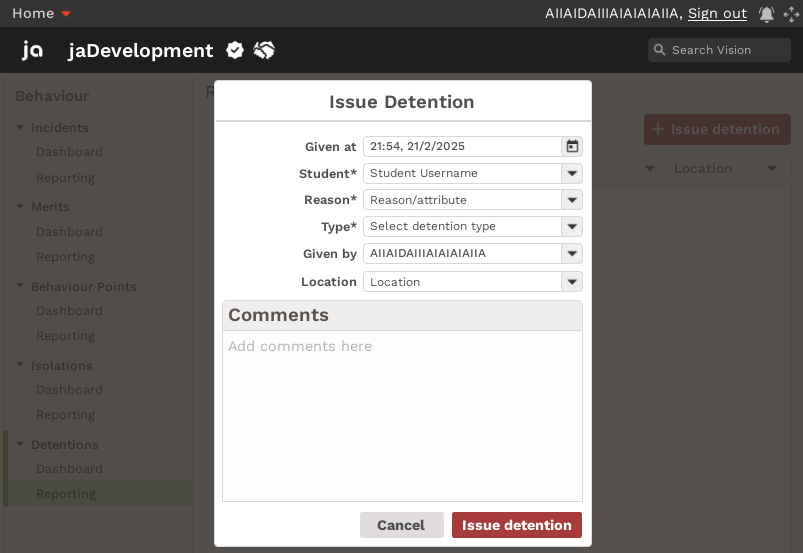 Home
AIIAIDAIIIAIAIAIAIIA, Sign out
ja jaDevelopment
Search Vision
Behaviour
Incidents
Dashboard
Reporting
Merits
Dashboard
Reporting
Behaviour Points
Dashboard
Reporting
Isolations
Dashboard
Reporting
Detentions
Dashboard
Reporting
Issue detention
Location
Issue Detention
Given at 21:54, 21/2/2025
Student* Student Username
Reason* Reason/attribute
Type* Select detention type
Given by AIIAIDAIIIAIAIAIAIIA
Location Location
Comments
Add comments here
Cancel Issue detention